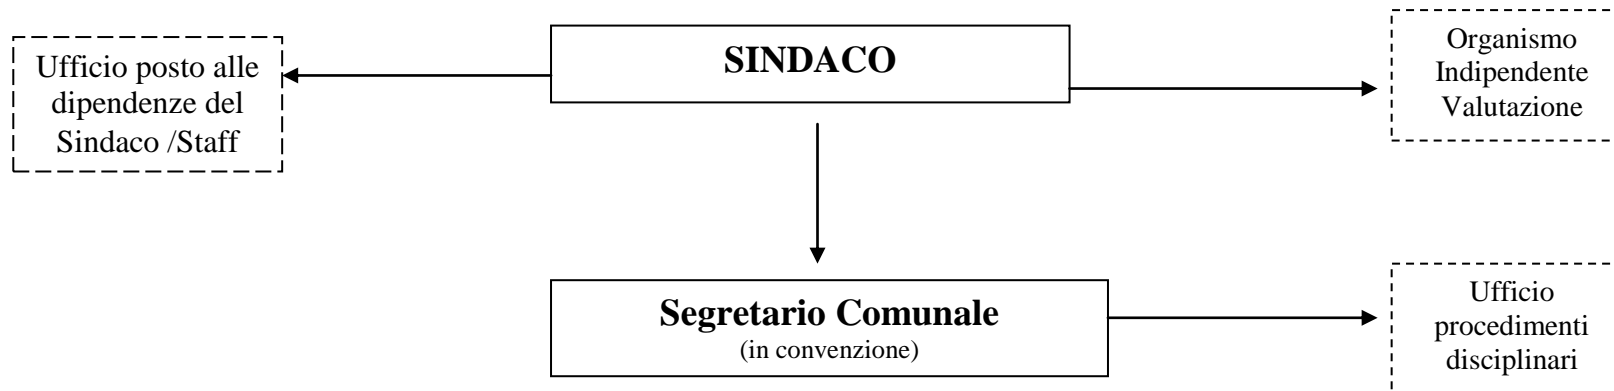 Ufficio posto alle
dipendenze del
Sindaco /Staff
SINDACO
Organismo
Indipendente
Valutazione
Segretario Comunale
(in convenzione)
Ufficio
procedimenti
disciplinari